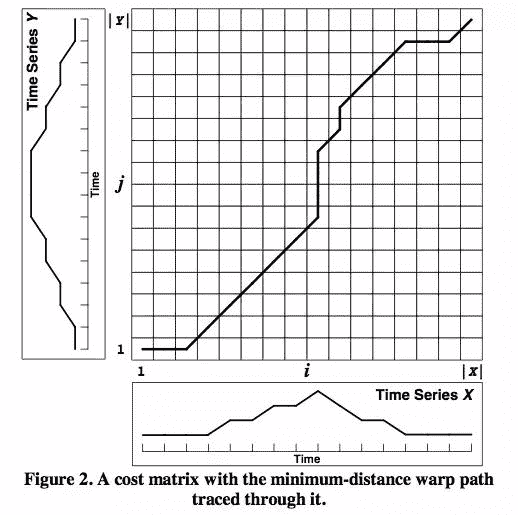 Time Series Y
Time
|Y|
j
1
1
i
|X|
Time Series X
Time
Figure 2. A cost matrix with the minimum-distance warp path
traced through it.